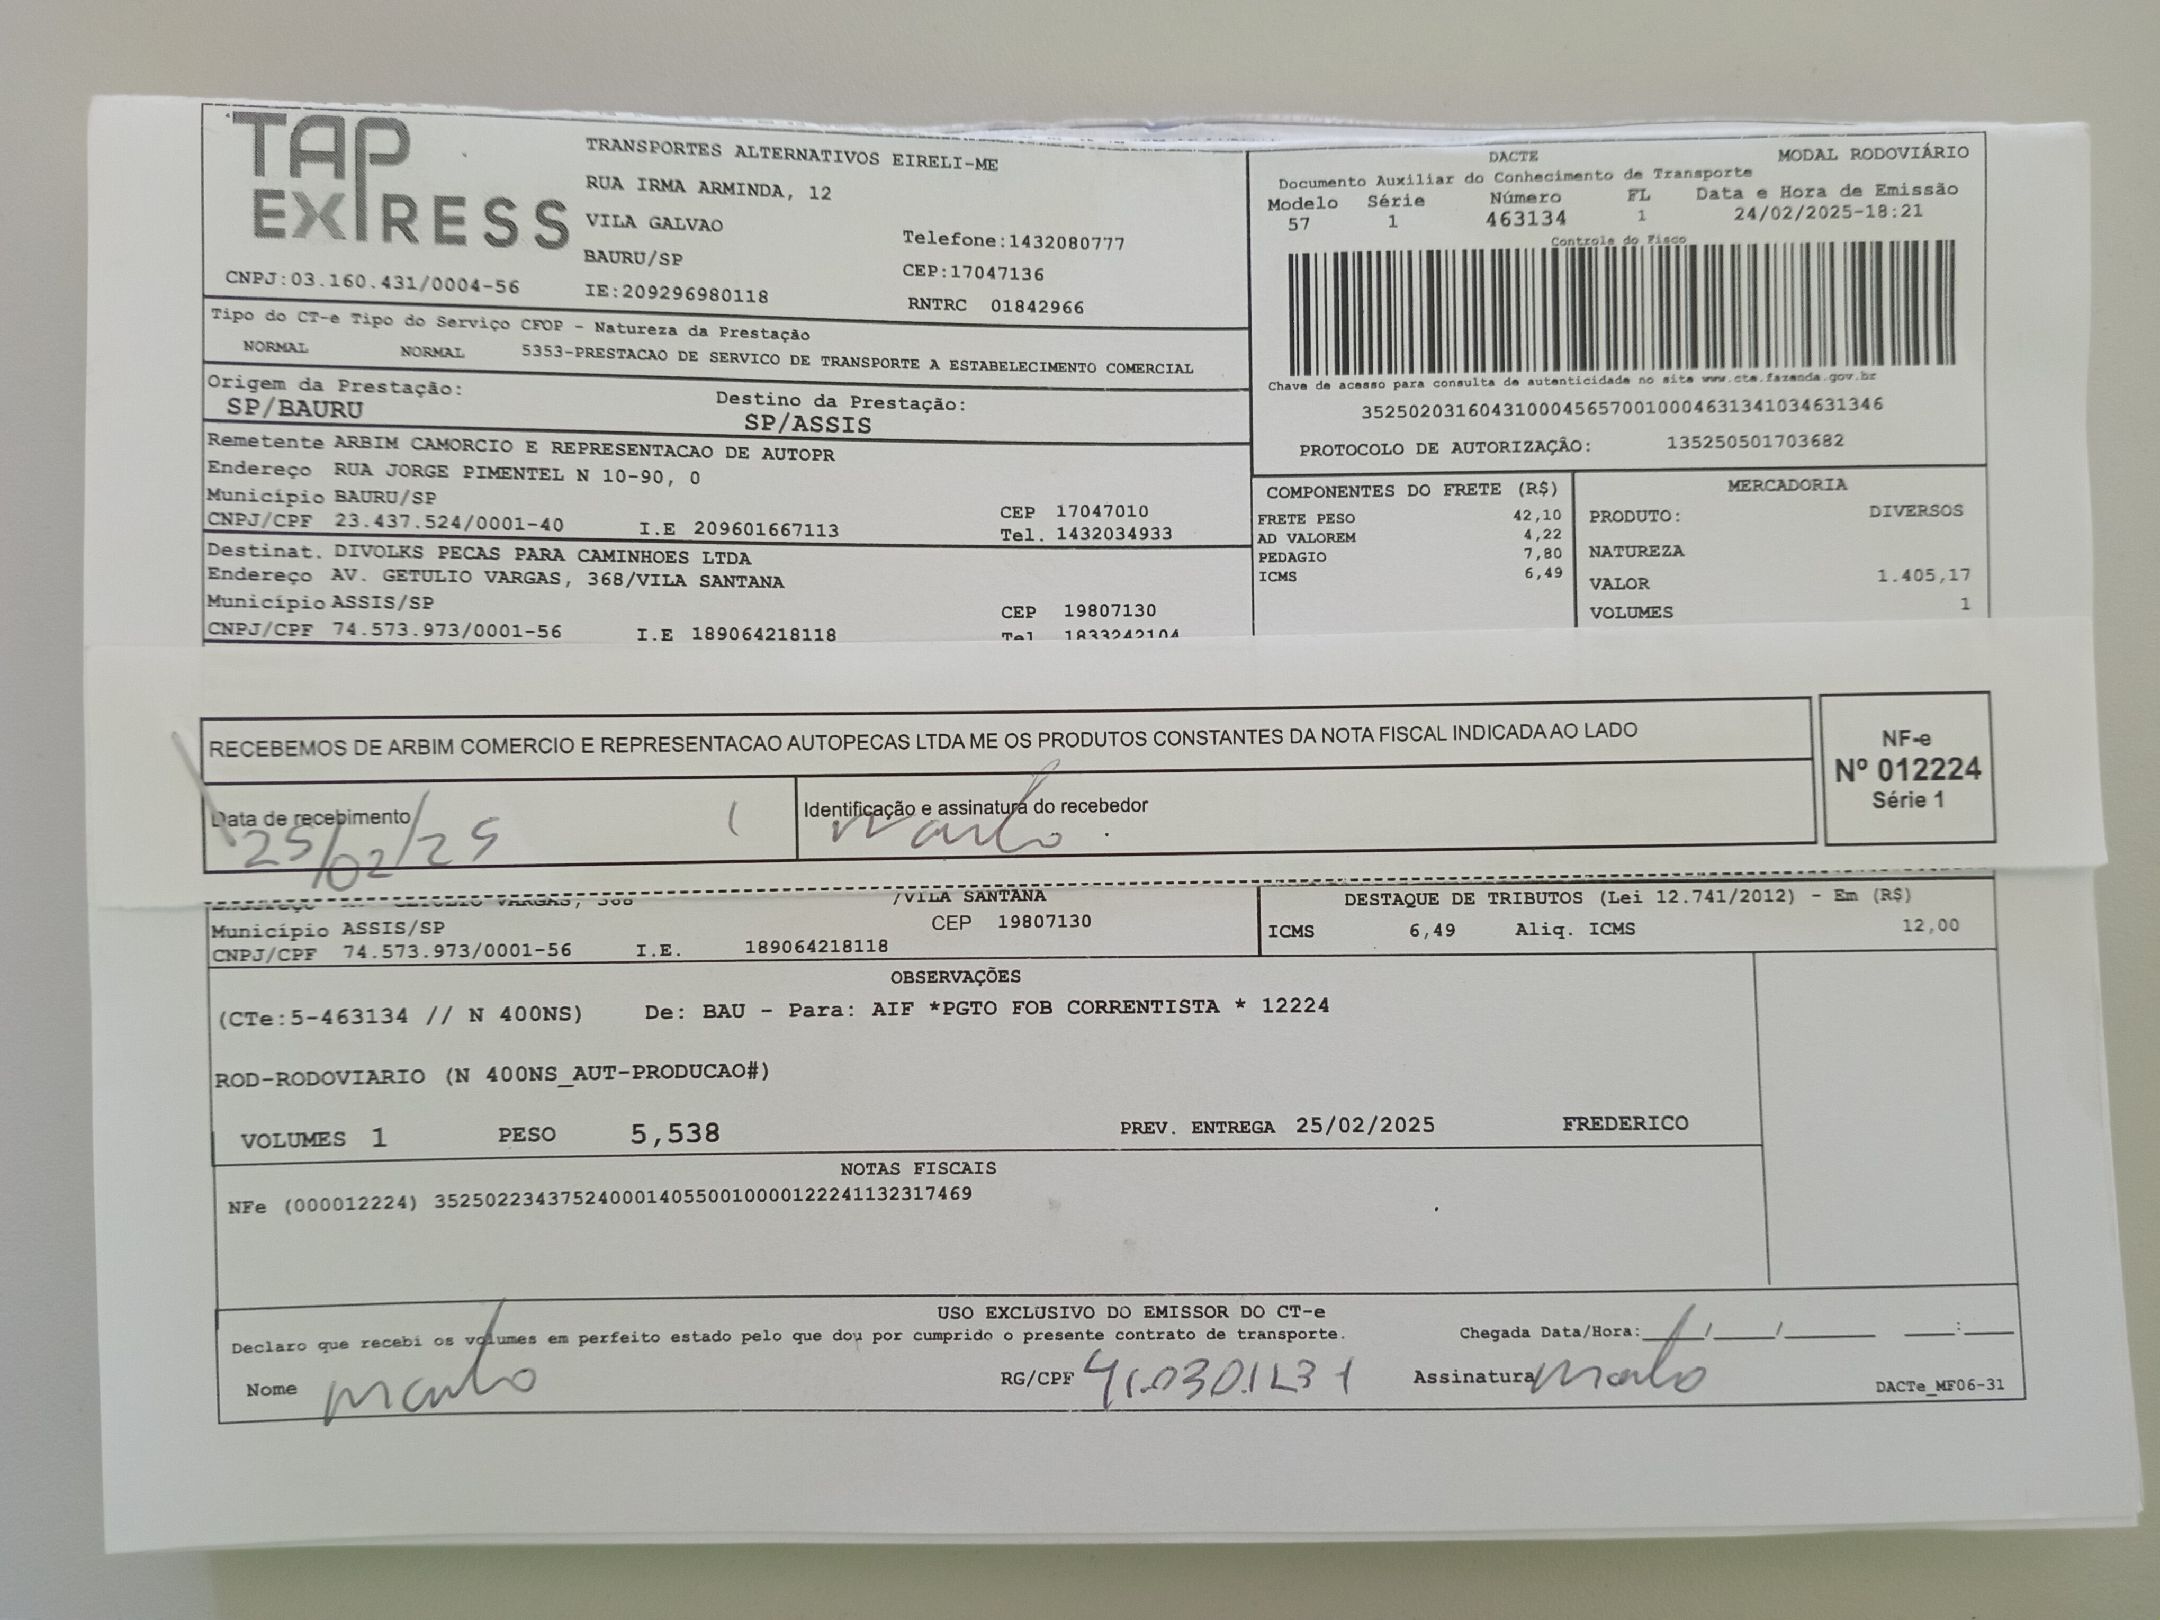 TAP EXPRESS
TRANSPORTES ALTERNATIVOS EIRELI-ME
RUA IRMA ARMINDA, 12
VILA GALVAO
Telefone:1432080777
BAURU/SP
CEP:17047136
CNPJ:03.160.431/0004-56
IE:209296980118
RNTRC 01842966
DACTE MODAL RODOVIÁRIO
Documento Auxiliar do Conhecimento de Transporte
Modelo Série Número FL Data e Hora de Emissão
57 1 463134 1 24/02/2025-18:21
Controle do Fisco
Chave de acesso para consulta de autenticidade no site www.cte.fazenda.gov.br
35250203160431000456570010004631341034631346
PROTOCOLO DE AUTORIZAÇÃO: 135250501703682
Tipo do CT-e Tipo do Serviço CFOP - Natureza da Prestação
NORMAL NORMAL 5353-PRESTACAO DE SERVICO DE TRANSPORTE A ESTABELECIMENTO COMERCIAL
Origem da Prestação: Destino da Prestação:
SP/BAURU SP/ASSIS
Remetente ARBIM CAMORCIO E REPRESENTACAO DE AUTOPR
Endereço RUA JORGE PIMENTEL N 10-90, 0
Município BAURU/SP CEP 17047010
CNPJ/CPF 23.437.524/0001-40 I.E 209601667113 Tel. 1432034933
Destinat. DIVOLKS PECAS PARA CAMINHOES LTDA
Endereço AV. GETULIO VARGAS, 368/VILA SANTANA
Município ASSIS/SP CEP 19807130
CNPJ/CPF 74.573.973/0001-56 I.E 189064218118 Tel 1833242104
COMPONENTES DO FRETE (R$)
FRETE PESO 42,10
AD VALOREM 4,22
PEDAGIO 7,80
ICMS 6,49
MERCADORIA
PRODUTO: DIVERSOS
NATUREZA
VALOR 1.405,17
VOLUMES 1
RECEBEMOS DE ARBIM COMERCIO E REPRESENTACAO AUTOPECAS LTDA ME OS PRODUTOS CONSTANTES DA NOTA FISCAL INDICADA AO LADO
NF-e
Nº 012224
Série 1
Data de recebimento
25/02/25
Identificação e assinatura do recebedor
Endereço GETULIO VARGAS, 368 /VILA SANTANA
Município ASSIS/SP CEP 19807130
CNPJ/CPF 74.573.973/0001-56 I.E. 189064218118
DESTAQUE DE TRIBUTOS (Lei 12.741/2012) - Em (R$)
ICMS 6,49 Aliq. ICMS 12,00
OBSERVAÇÕES
(CTe:5-463134 // N 400NS) De: BAU - Para: AIF *PGTO FOB CORRENTISTA * 12224
ROD-RODOVIARIO (N 400NS_AUT-PRODUCAO#)
VOLUMES 1 PESO 5,538 PREV. ENTREGA 25/02/2025 FREDERICO
NOTAS FISCAIS
NFe (000012224) 35250223437524000140550010000122241132317469
USO EXCLUSIVO DO EMISSOR DO CT-e
Declaro que recebi os volumes em perfeito estado pelo que dou por cumprido o presente contrato de transporte.
Chegada Data/Hora:____/____/________ ____:____
Nome
RG/CPF
Assinatura
DACTe_MF06-31